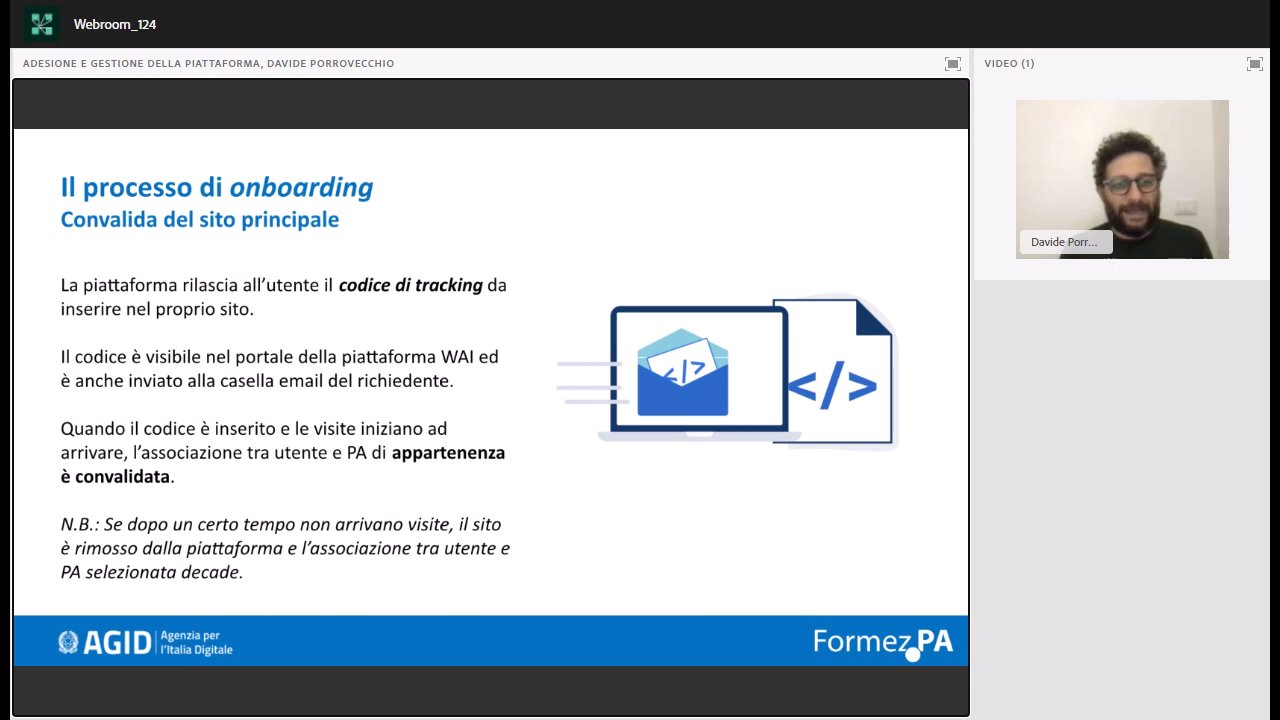 Webroom_124
ADESIONE E GESTIONE DELLA PIATTAFORMA, DAVIDE PORROVECCHIO
VIDEO (1)
Il processo di onboarding
Convalida del sito principale
La piattaforma rilascia all’utente il codice di tracking da
inserire nel proprio sito.
Il codice è visibile nel portale della piattaforma WAI ed
è anche inviato alla casella email del richiedente.
Quando il codice è inserito e le visite iniziano ad
arrivare, l’associazione tra utente e PA di appartenenza
è convalidata.
N.B.: Se dopo un certo tempo non arrivano visite, il sito
è rimosso dalla piattaforma e l’associazione tra utente e
PA selezionata decade.
</>
</>
Davide Porr...
AGID Agenzia per
l’Italia Digitale
Formez PA